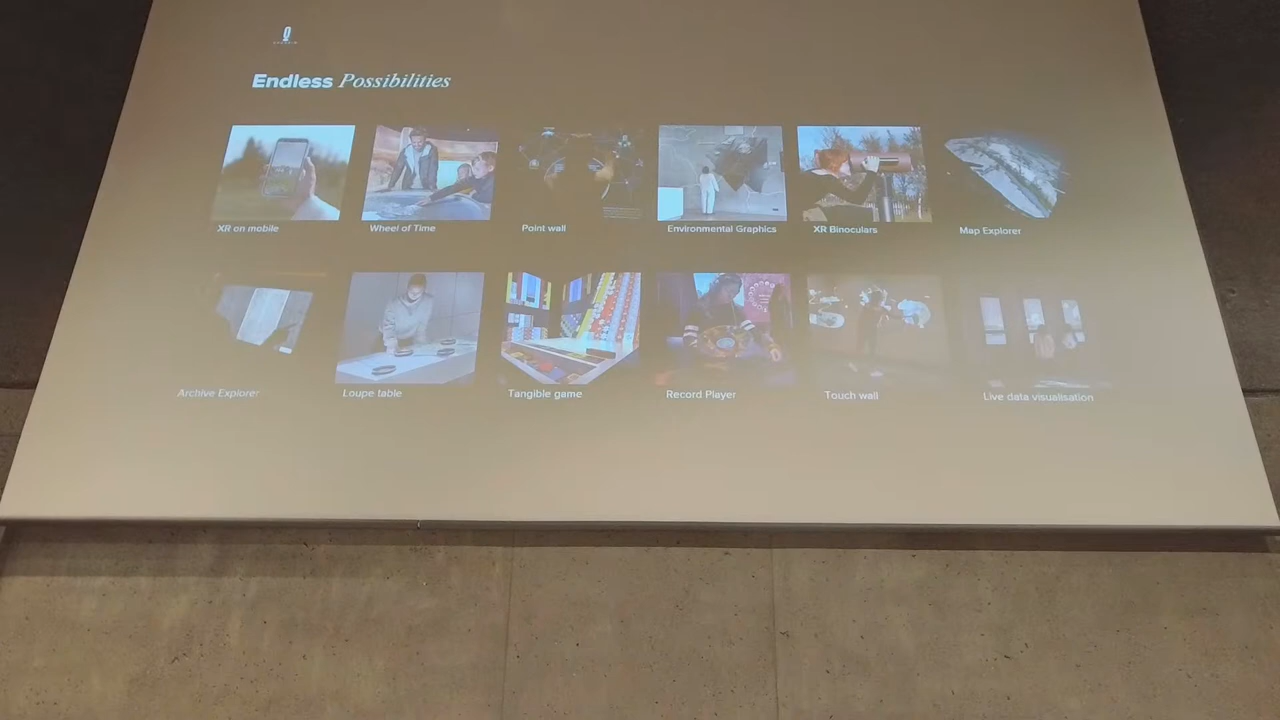 Endless Possibilities
XR on mobile
Wheel of Time
Point wall
Environmental Graphics
XR Binoculars
Map Explorer
Archive Explorer
Loupe table
Tangible game
Record Player
Touch wall
Live data visualisation